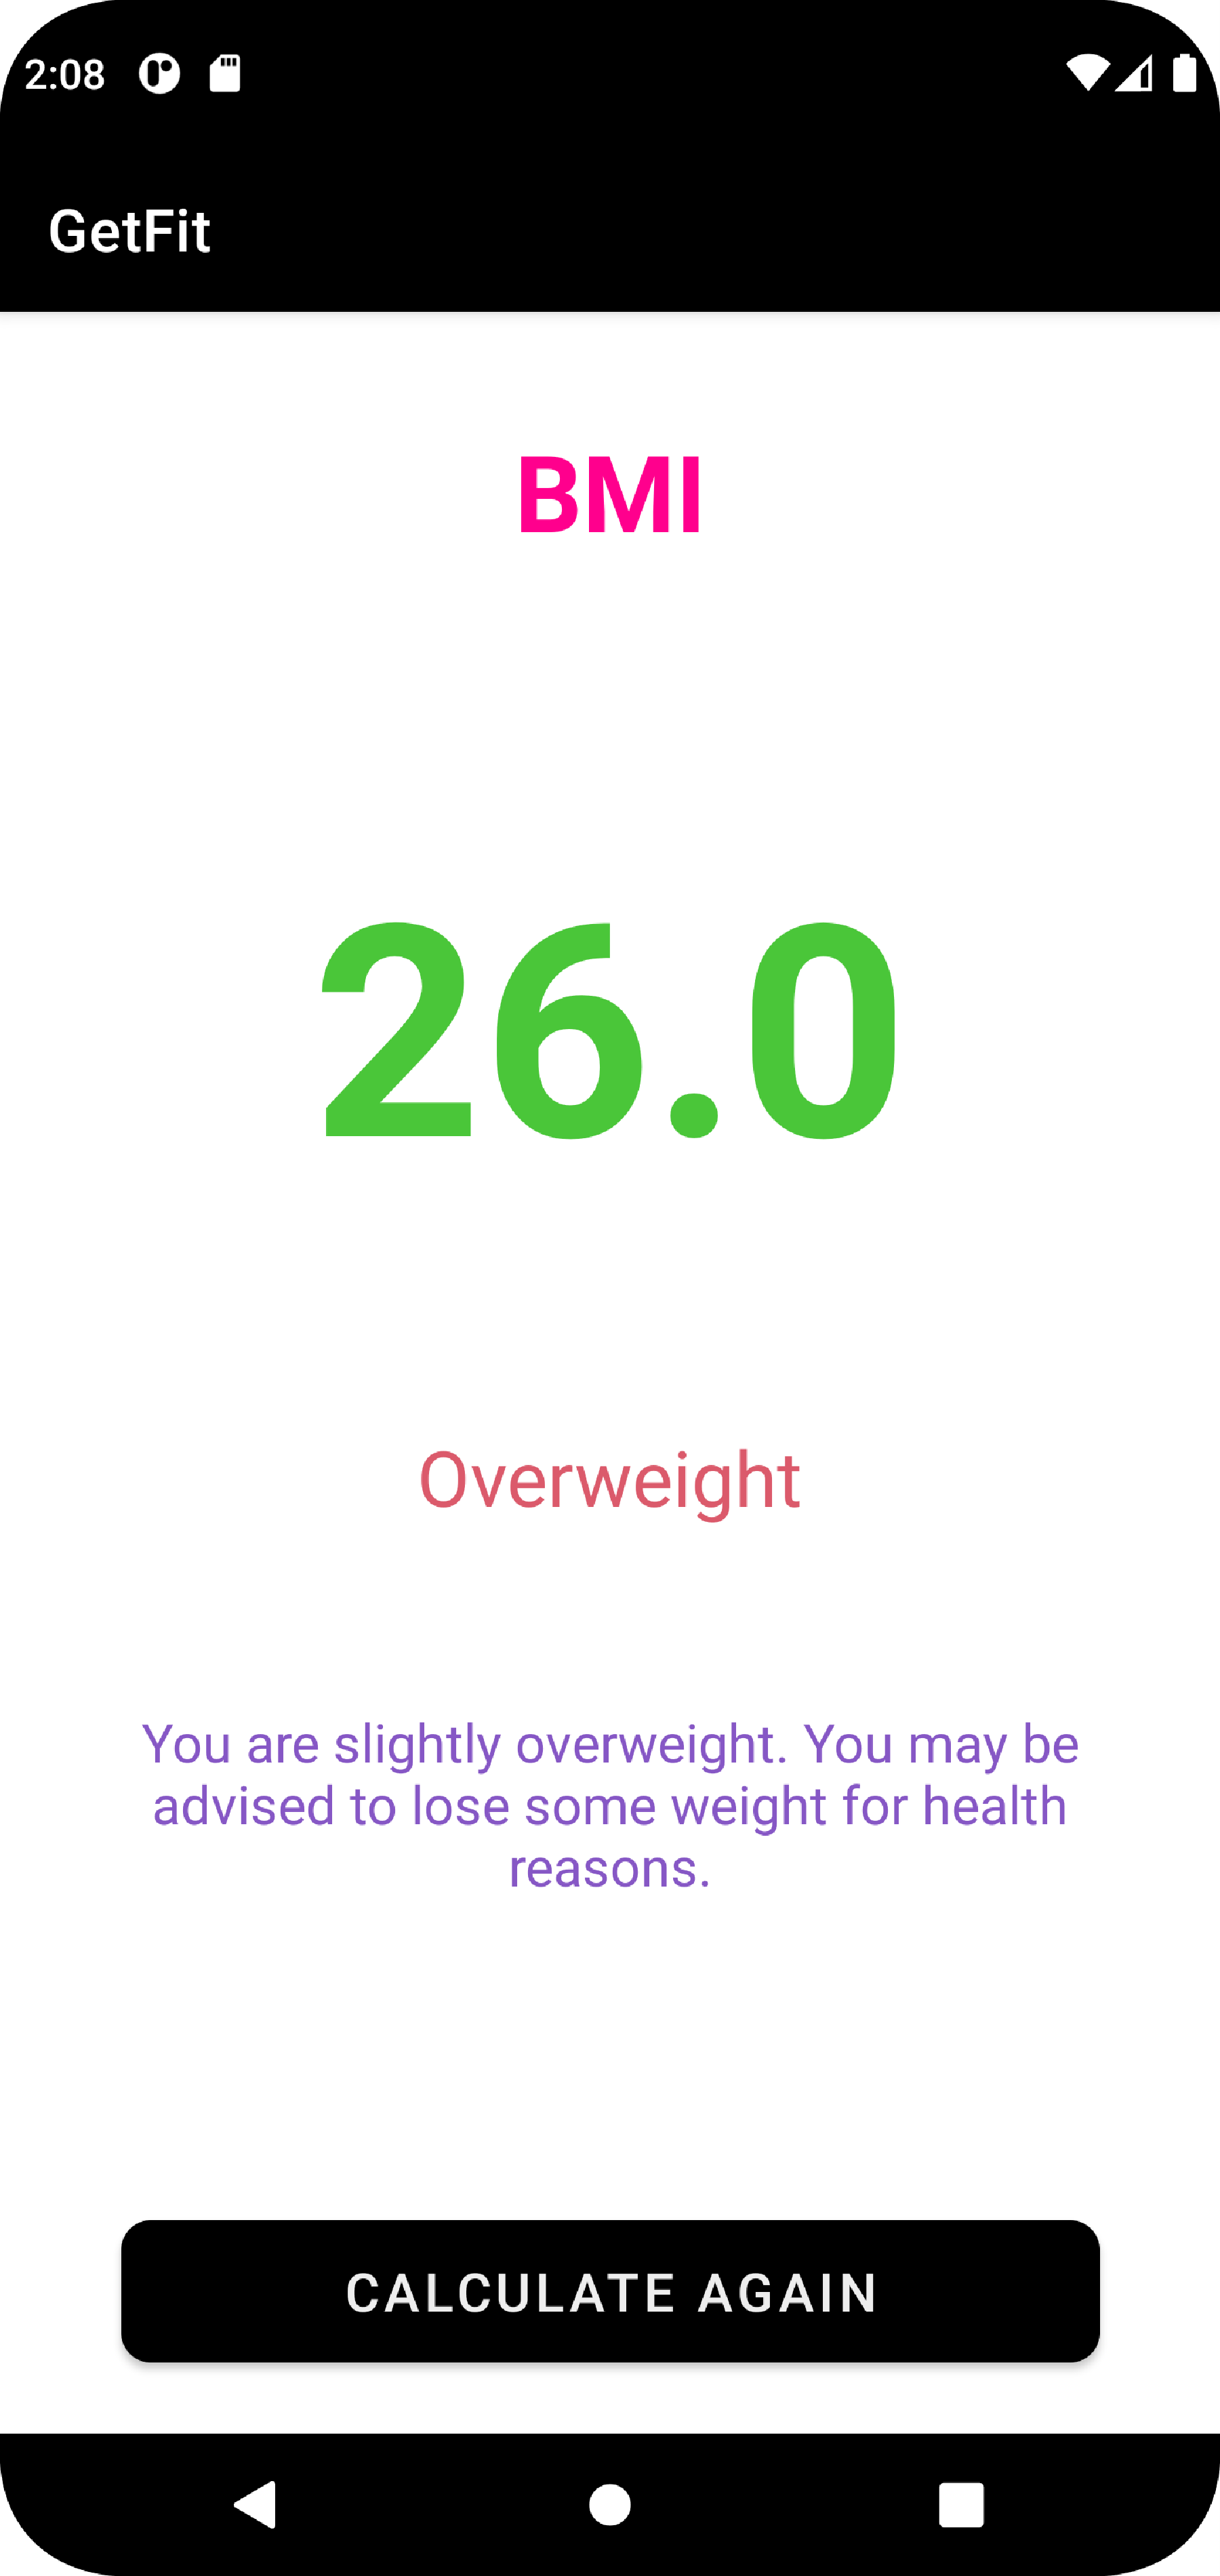 2:08
GetFit
BMI
26.0
Overweight
You are slightly overweight. You may be
advised to lose some weight for health
reasons.
CALCULATE AGAIN